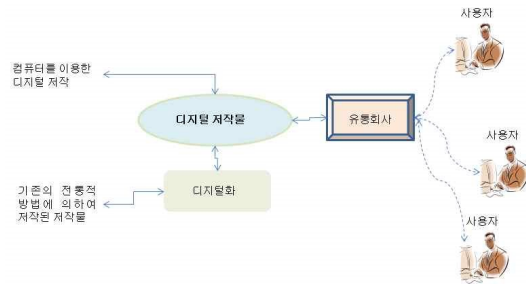 사용자
컴퓨터를 이용한
디지털 저작
디지털 저작물
유통회사
사용자
디지털화
기존의 전통적
방법에 의하여
저작된 저작물
사용자